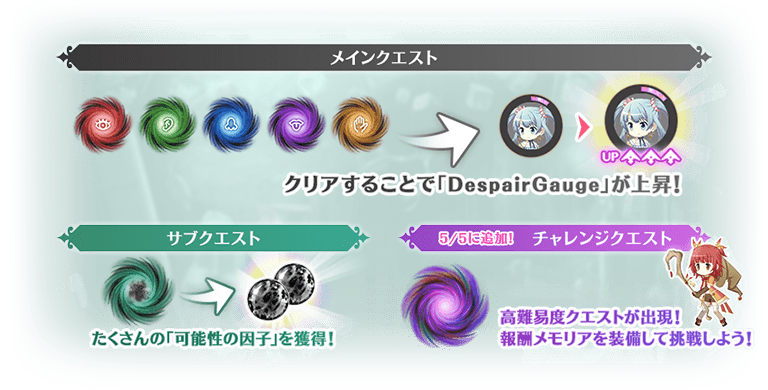 メインクエスト
UP
クリアすることで「DespairGauge」が上昇!
サブクエスト
5/5に追加! チャレンジクエスト
たくさんの「可能性の因子」を獲得!
高難易度クエストが出現!
報酬メモリアを装備して挑戦しよう!